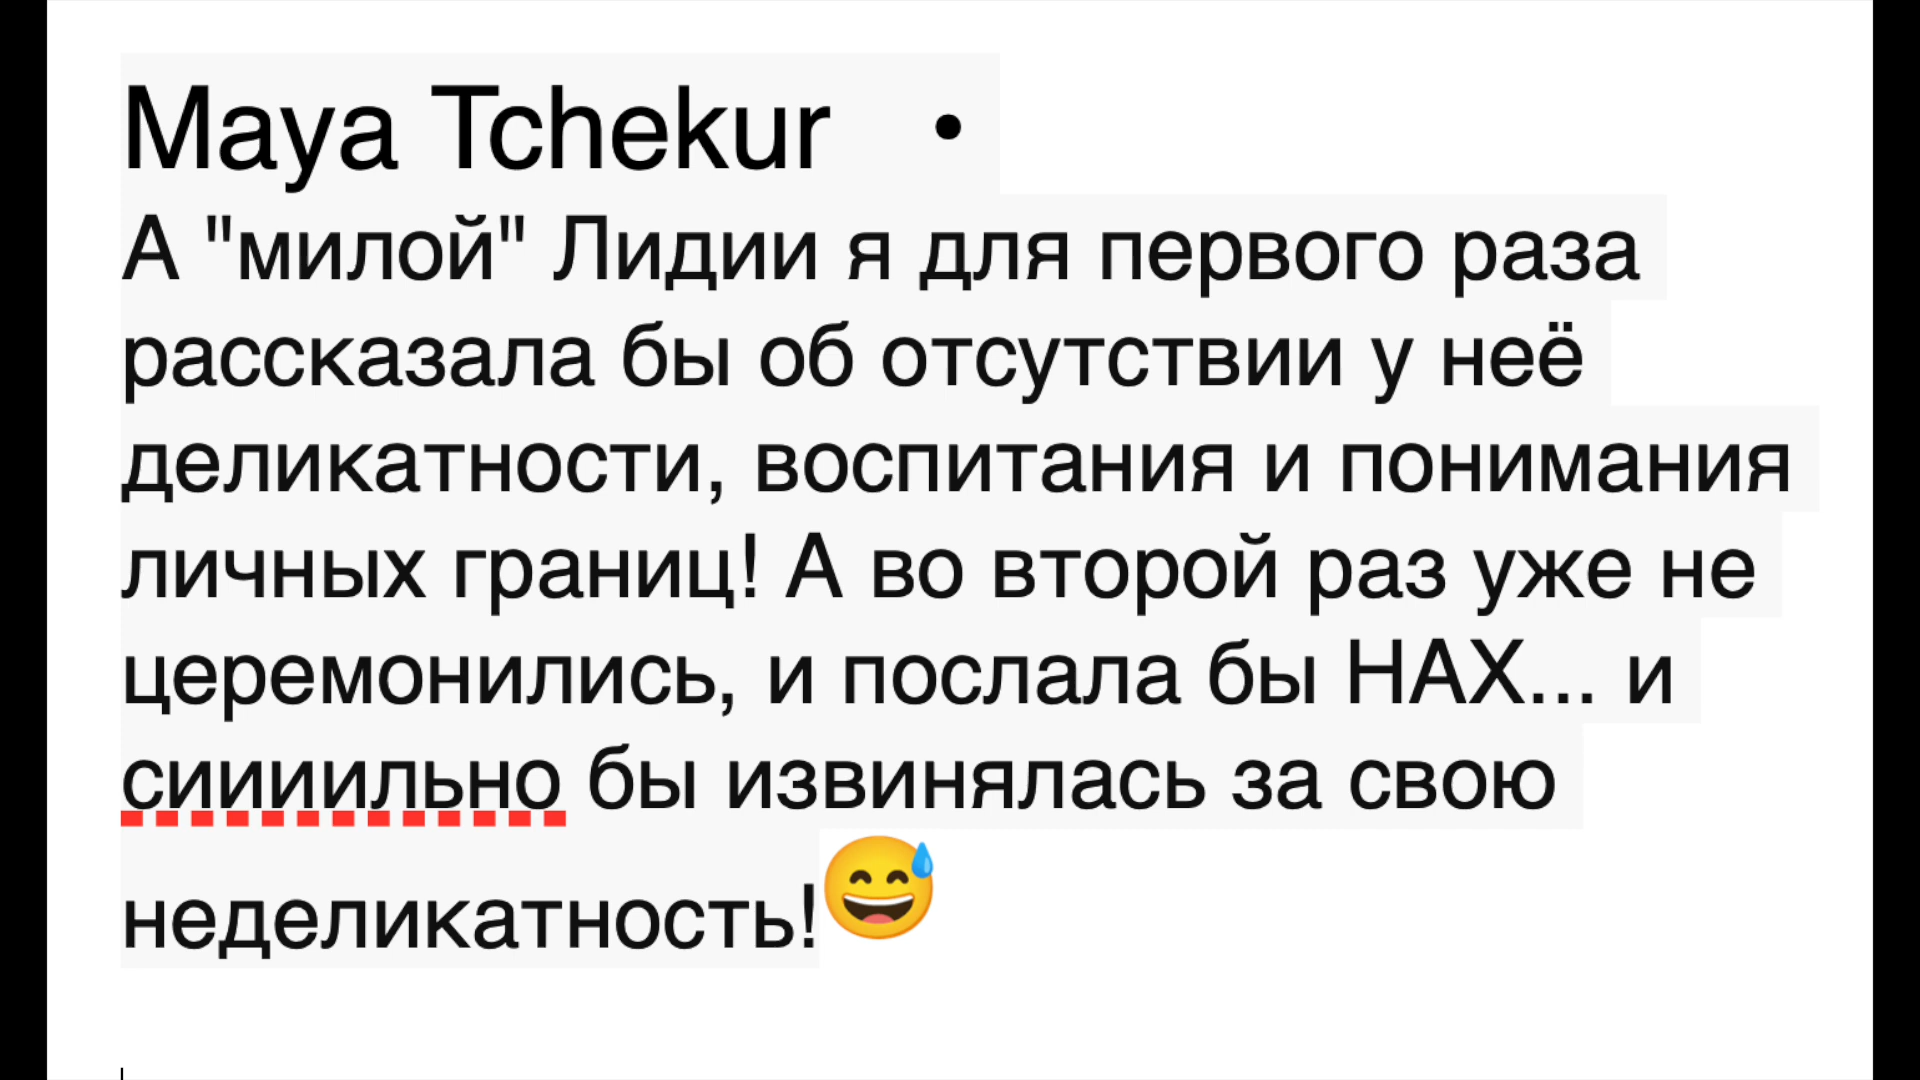 Maya Tchekur •
А "милой" Лидии я для первого раза
рассказала бы об отсутствии у неё
деликатности, воспитания и понимания
личных границ! А во второй раз уже не
церемонились, и послала бы НАХ... и
сиииильно бы извинялась за свою
неделикатность!😅